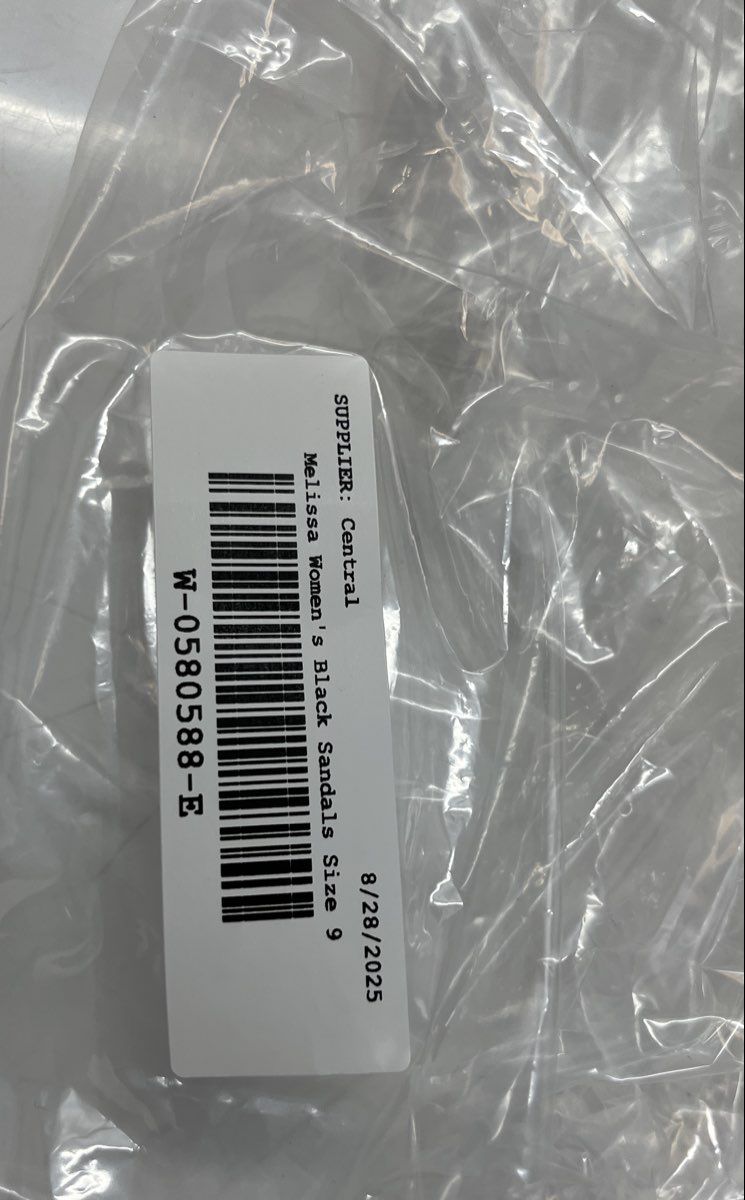 SUPPLIER: Central 8/28/2025
Melissa Women's Black Sandals Size 9
W-0580588-E